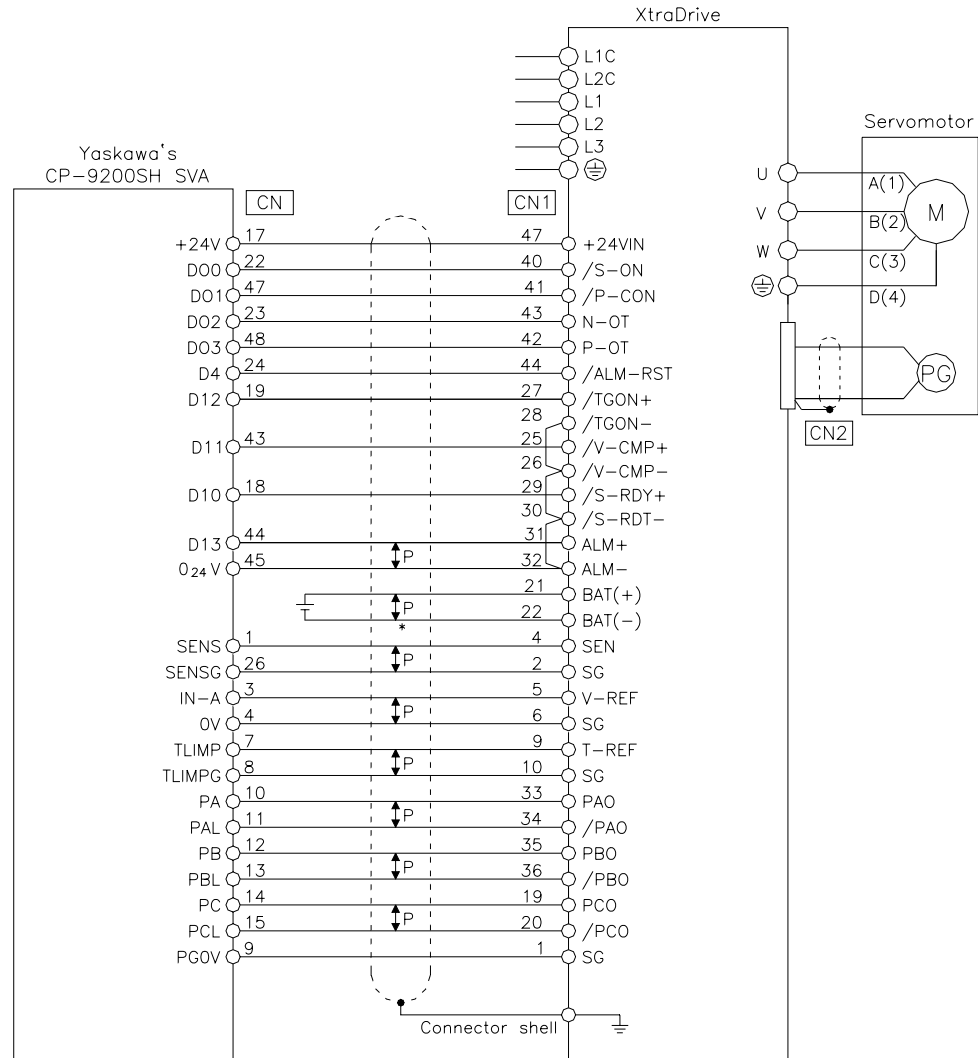 XtraDrive
L1C
L2C
L1
L2
L3
Servomotor
Yaskawa's
CP-9200SH SVA
CN
CN1
U
A(1)
M
V
B(2)
W
C(3)
D(4)
PG
CN2
+24V 17 47 +24VIN
D00 22 40 /S-ON
D01 47 41 /P-CON
D02 23 43 N-OT
D03 48 42 P-OT
D4 24 44 /ALM-RST
D12 19 27 /TGON+
28 /TGON-
D11 43 25 /V-CMP+
26 /V-CMP-
D10 18 29 /S-RDY+
30 /S-RDT-
D13 44 31 ALM+
P
024 V 45 32 ALM-
21 BAT(+)
P
22 BAT(-)
*
SENS 1 4 SEN
P
SENSG 26 2 SG
IN-A 3 5 V-REF
P
0V 4 6 SG
TLIMP 7 9 T-REF
P
TLIMPG 8 10 SG
PA 10 33 PAO
P
PAL 11 34 /PAO
PB 12 35 PBO
P
PBL 13 36 /PBO
PC 14 19 PCO
P
PCL 15 20 /PCO
PG0V 9 1 SG
Connector shell